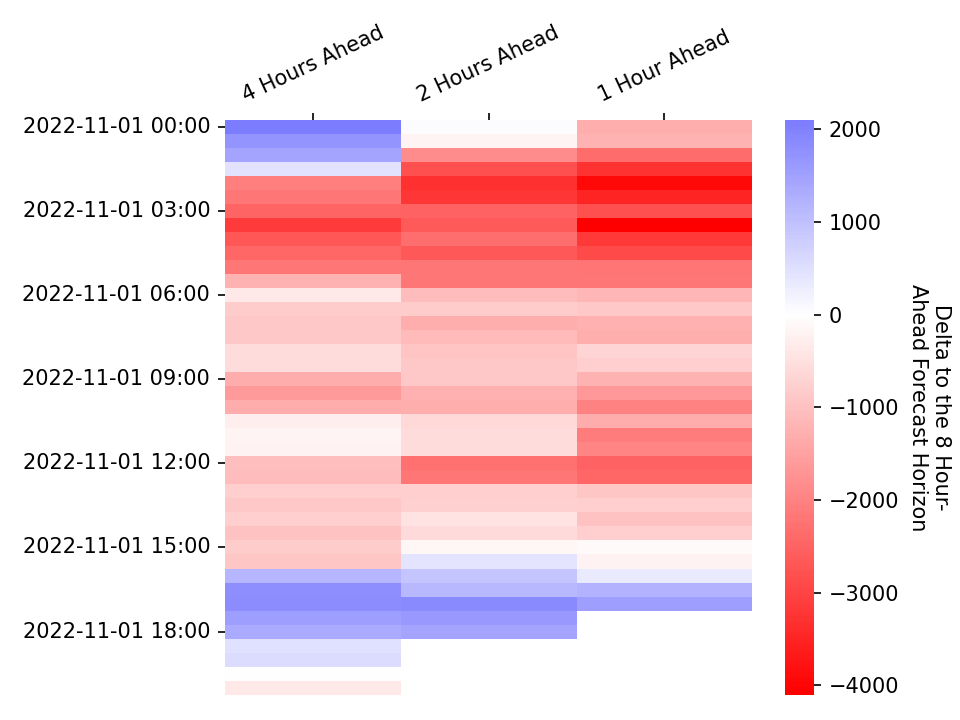 4 Hours Ahead
2 Hours Ahead
1 Hour Ahead
2022-11-01 00:00
2022-11-01 03:00
2022-11-01 06:00
2022-11-01 09:00
2022-11-01 12:00
2022-11-01 15:00
2022-11-01 18:00
2000
1000
0
−1000
−2000
−3000
−4000
Delta to the 8 Hour-
Ahead Forecast Horizon